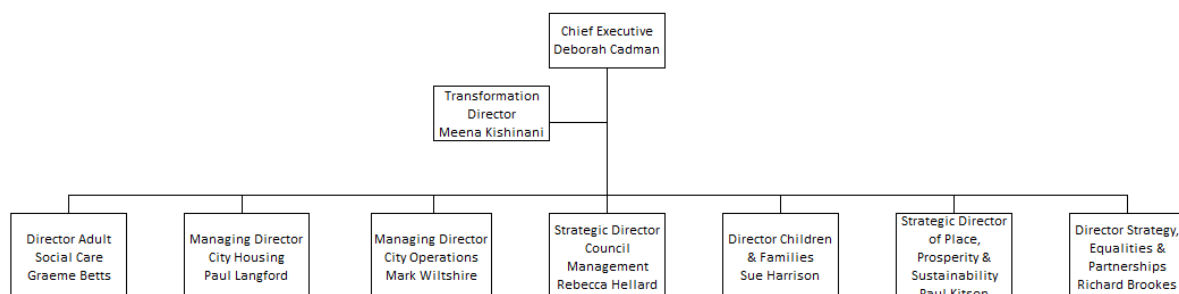 Chief Executive
Deborah Cadman
Transformation
Director
Meena Kishinani
Director Adult
Social Care
Graeme Betts
Managing Director
City Housing
Paul Langford
Managing Director
City Operations
Mark Wiltshire
Strategic Director
Council
Management
Rebecca Hellard
Director Children
& Families
Sue Harrison
Strategic Director
of Place,
Prosperity &
Sustainability
Paul Kitson
Director Strategy,
Equalities &
Partnerships
Richard Brookes